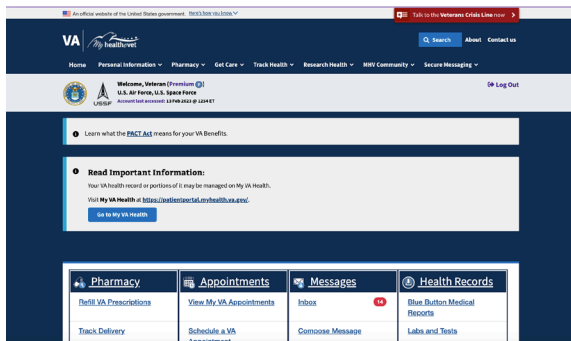 An official website of the United States government. Here's how you know
Talk to the Veterans Crisis Line now
VA My healthevet
Search About Contact us
Home Personal Information Pharmacy Get Care Track Health Research Health MHV Community Secure Messaging
Welcome, Veteran (Premium)
Log Out
U.S. Air Force, U.S. Space Force
USSF
Account last accessed: 13 Feb 2023 @ 1254 ET
Learn what the PACT Act means for your VA Benefits.
Read Important Information:
Your VA health record or portions of it may be managed on My VA Health.
Visit My VA Health at https://patientportal.myhealth.va.gov/.
Go to My VA Health
Pharmacy
Refill VA Prescriptions
Track Delivery
Appointments
View My VA Appointments
Schedule a VA
Appointment
Messages
Inbox 14
Compose Message
Health Records
Blue Button Medical
Reports
Labs and Tests